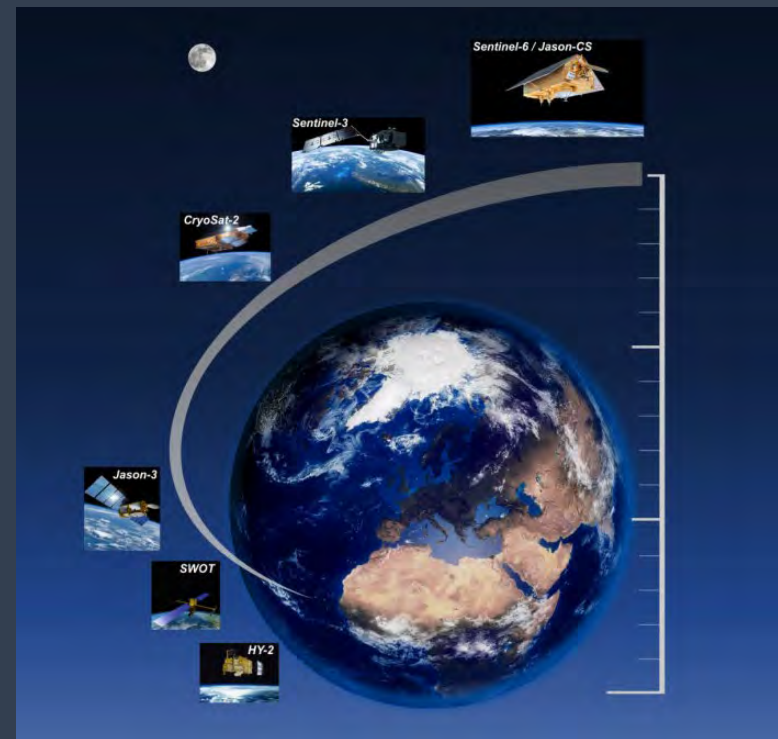 Sentinel-6 / Jason-CS
Sentinel-3
CryoSat-2
Jason-3
SWOT
HY-2